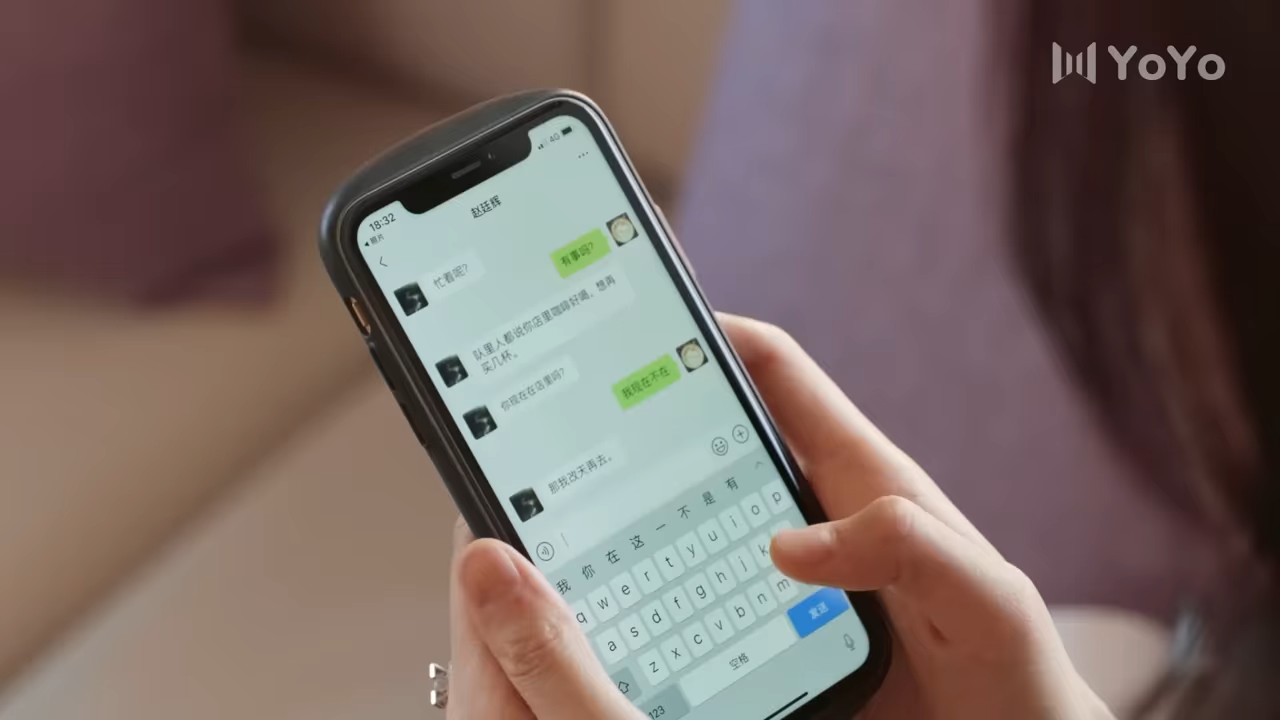 YoYo
18:32
4G
照片
赵廷辉
忙着呢?
有事吗?
队里人都说你店里咖啡好喝,想再
买几杯。
你现在在店里吗?
我现在不在
那我改天再去。
我 你 在 这 一 不 是 有
q w e r t y u i o p
a s d f g h j k
z x c v b n m
123 空格 发送